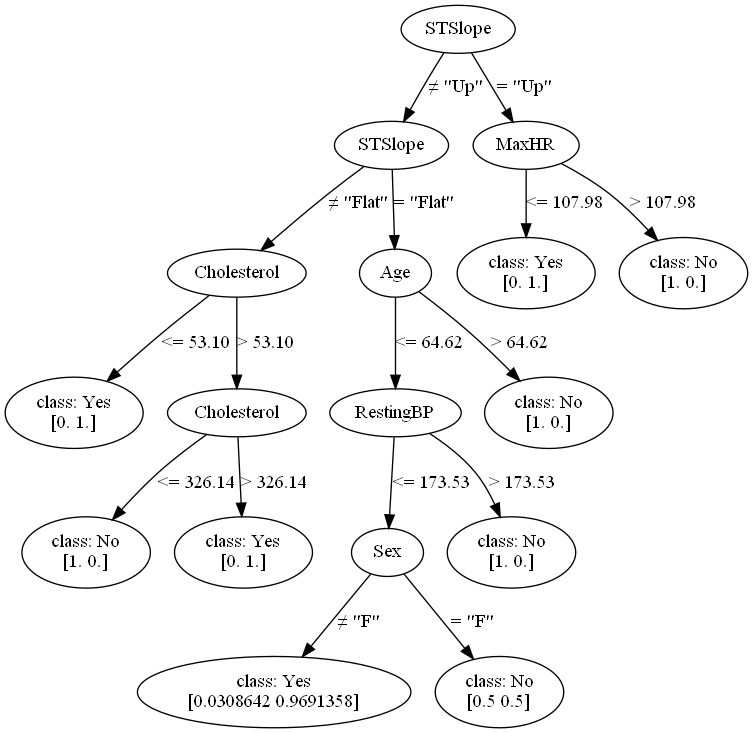 STSlope
≠ "Up"
= "Up"
STSlope
MaxHR
≠ "Flat"
= "Flat"
<= 107.98
> 107.98
Cholesterol
Age
class: Yes
[0. 1.]
class: No
[1. 0.]
<= 53.10
> 53.10
<= 64.62
> 64.62
class: Yes
[0. 1.]
Cholesterol
RestingBP
class: No
[1. 0.]
<= 326.14
> 326.14
<= 173.53
> 173.53
class: No
[1. 0.]
class: Yes
[0. 1.]
Sex
class: No
[1. 0.]
≠ "F"
= "F"
class: Yes
[0.0308642 0.9691358]
class: No
[0.5 0.5]